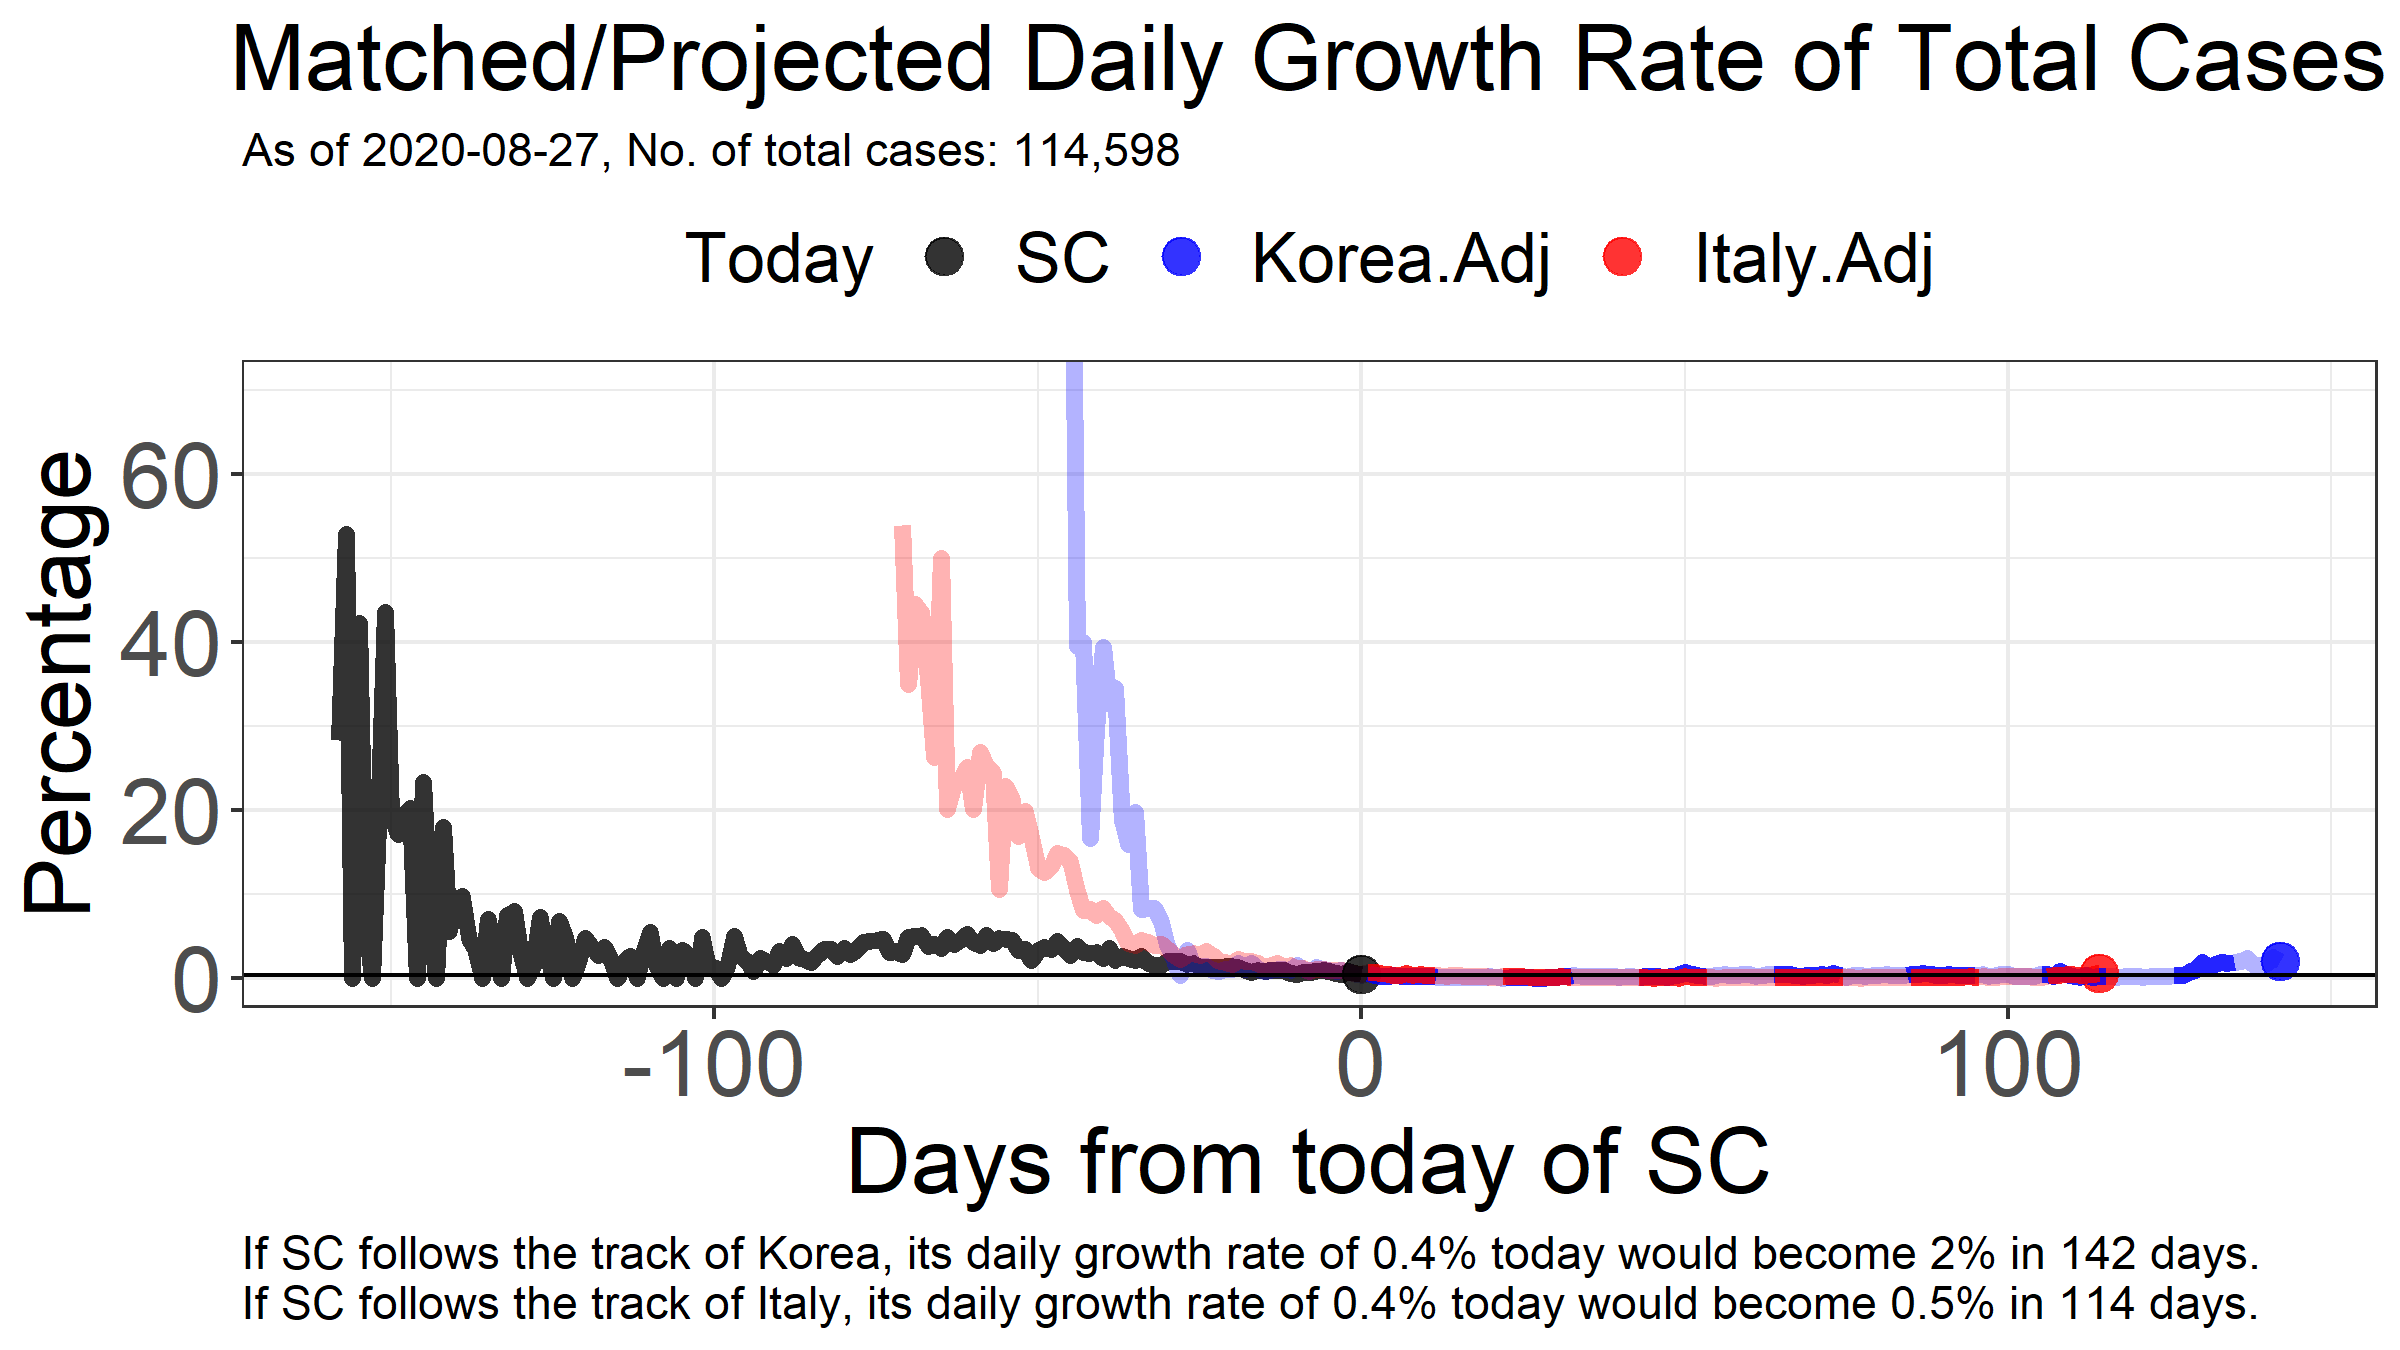 Matched/Projected Daily Growth Rate of Total Cases
As of 2020-08-27, No. of total cases: 114,598
Today SC Korea.Adj Italy.Adj
Percentage
60
40
20
0
-100 0 100
Days from today of SC
If SC follows the track of Korea, its daily growth rate of 0.4% today would become 2% in 142 days.
If SC follows the track of Italy, its daily growth rate of 0.4% today would become 0.5% in 114 days.